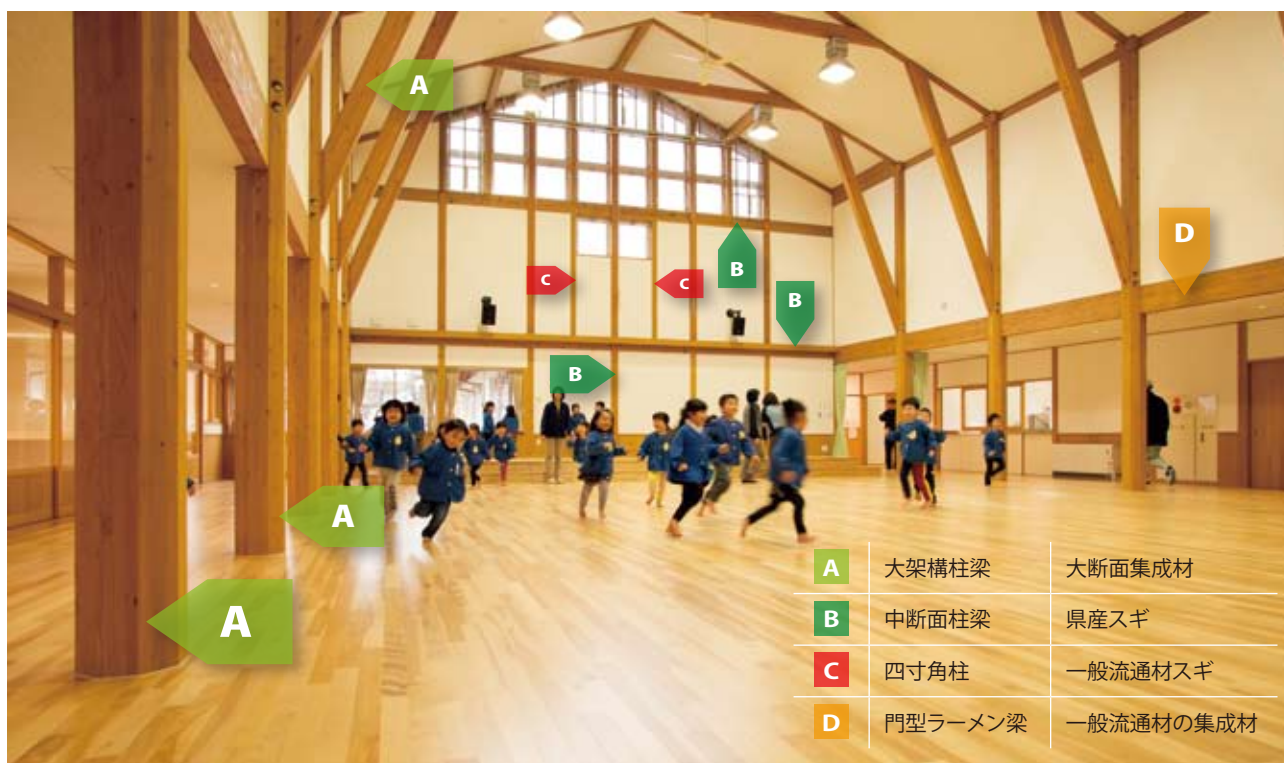 A
D
B
C
C
B
B
A
A
A 大架構柱梁 大断面集成材
B 中断面柱梁 県産スギ
C 四寸角柱 一般流通材スギ
D 門型ラーメン梁 一般流通材の集成材